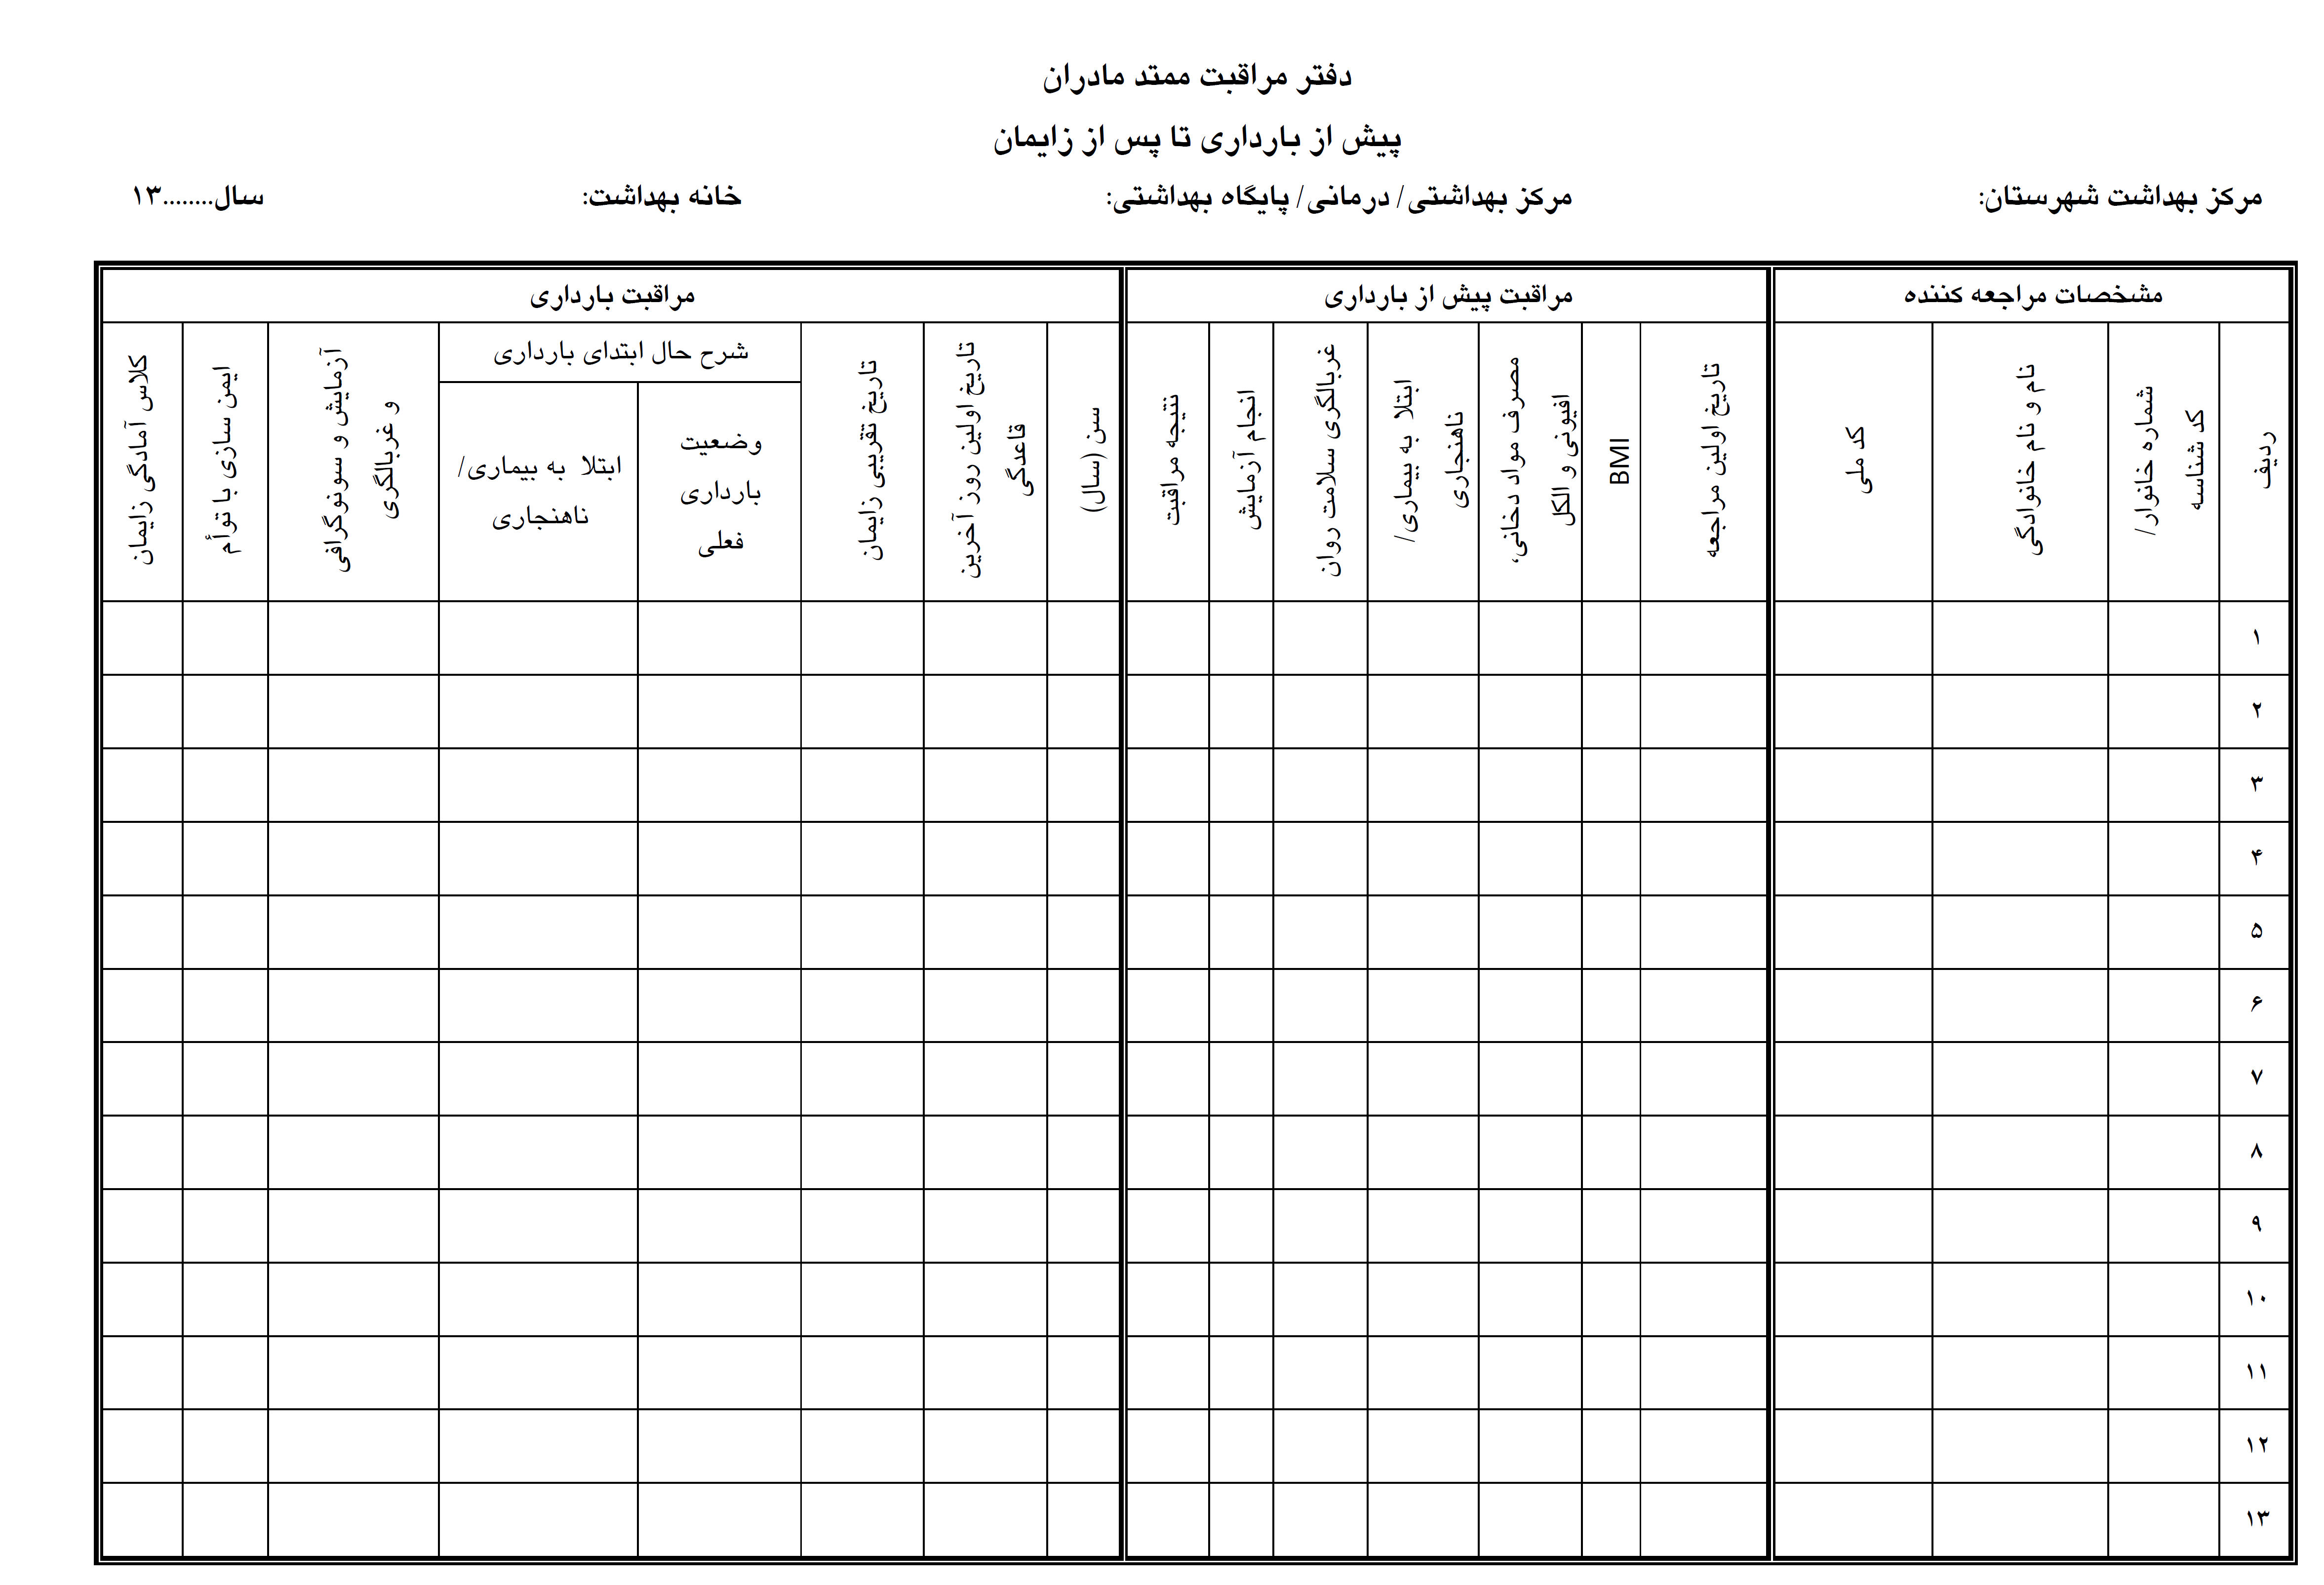 دفتر مراقبت ممتد مادران
پیش از بارداری تا پس از زایمان
مرکز بهداشت شهرستان: مرکز بهداشتی/ درمانی/ پایگاه بهداشتی: خانه بهداشت: سال........۱۳
مشخصات مراجعه کننده
مراقبت پیش از بارداری
مراقبت بارداری
ردیف
شماره خانوار/
کد شناسه
نام و نام خانوادگی
کد ملی
تاریخ اولین مراجعه
BMI
مصرف مواد دخانی،
افیونی و الکل
ابتلا به بیماری/
ناهنجاری
غربالگری سلامت روان
انجام آزمایش
نتیجه مراقبت
سن (سال)
تاریخ اولین روز آخرین
قاعدگی
تاریخ تقریبی زایمان
شرح حال ابتدای بارداری
وضعیت
بارداری
فعلی
ابتلا به بیماری/
ناهنجاری
آزمایش و سونوگرافی
و غربالگری
ایمن سازی با توأم
کلاس آمادگی زایمان
۱
۲
۳
۴
۵
۶
۷
۸
۹
۱۰
۱۱
۱۲
۱۳